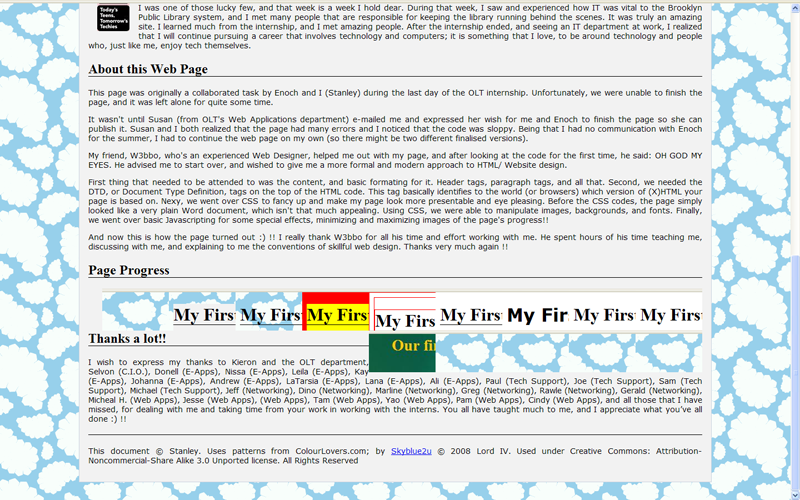 Today's
Teens,
Tomorrow's
Techies
I was one of those lucky few, and that week is a week I hold dear. During that week, I saw and experienced how IT was vital to the Brooklyn
Public Library system, and I met many people that are responsible for keeping the library running behind the scenes. It was truly an amazing
site. I learned much from the internship, and I met amazing people. After the internship ended, and seeing an IT department at work, I realized
that I will continue pursuing a career that involves technology and computers; it is something that I love, to be around technology and people
who, just like me, enjoy tech themselves.
About this Web Page
This page was originally a collaborated task by Enoch and I (Stanley) during the last day of the OLT internship. Unfortunately, we were unable to finish the
page, and it was left alone for quite some time.
It wasn't until Susan (from OLT's Web Applications department) e-mailed me and expressed her wish for me and Enoch to finish the page so she can
publish it. Susan and I both realized that the page had many errors and I noticed that the code was sloppy. Being that I had no communication with Enoch
for the summer, I had to continue the web page on my own (so there might be two different finalised versions).
My friend, W3bbo, who's an experienced Web Designer, helped me out with my page, and after looking at the code for the first time, he said: OH GOD MY
EYES. He advised me to start over, and wished to give me a more formal and modern approach to HTML/ Website design.
First thing that needed to be attended to was the content, and basic formating for it. Header tags, paragraph tags, and all that. Second, we needed the
DTD, or Document Type Definition, tags on the top of the HTML code. This tag basically identifies to the world (or browsers) which version of (X)HTML your
page is based on. Nexy, we went over CSS to fancy up and make my page look more presentable and eye pleasing. Before the CSS codes, the page simply
looked like a very plain Word document, which isn't that much appealing. Using CSS, we were able to manipulate images, backgrounds, and fonts. Finally,
we went over basic Javascripting for some special effects, minimizing and maximizing images of the page's progress!!
And now this is how the page turned out :) !! I really thank W3bbo for all his time and effort working with me. He spent hours of his time teaching me,
discussing with me, and explaining to me the conventions of skillful web design. Thanks very much again !!
Page Progress
My Firs My Firs My Firs My Firs My Firs My Fir My Firs My Firs
Thanks a lot!!
Our fi
I wish to express my thanks to Kieron and the OLT department,
Selvon (C.I.O.), Donell (E-Apps), Nissa (E-Apps), Leila (E-Apps), Kay
(E-Apps), Johanna (E-Apps), Andrew (E-Apps), LaTarsia (E-Apps), Lana (E-Apps), Ali (E-Apps), Paul (Tech Support), Joe (Tech Support), Sam (Tech
Support), Michael (Tech Support), Jeff (Networking), Dino (Networking), Marline (Networking), Greg (Networking), Rawle (Networking), Gerald (Networking),
Micheal H. (Web Apps), Jesse (Web Apps), (Web Apps), Tam (Web Apps), Yao (Web Apps), Pam (Web Apps), Cindy (Web Apps), and all those that I have
missed, for dealing with me and taking time from your work in working with the interns. You all have taught much to me, and I appreciate what you've all
done :) !!
This document © Stanley. Uses patterns from ColourLovers.com; by Skyblue2u © 2008 Lord IV. Used under Creative Commons: Attribution-
Noncommercial-Share Alike 3.0 Unported license. All Rights Reserved